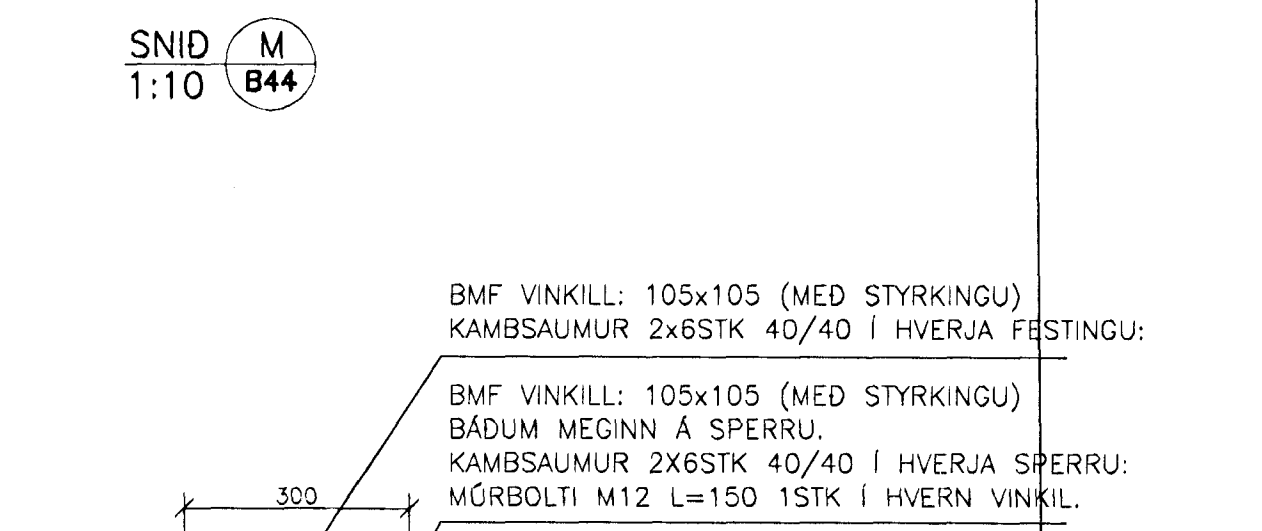 SNIÐ M
1:10 B44
BMF VINKILL: 105x105 (MEÐ STYRKINGU)
KAMBSAUMUR 2x6STK 40/40 Í HVERJA FESTINGU:
BMF VINKILL: 105x105 (MEÐ STYRKINGU)
BÁÐUM MEGINN Á SPERRU.
KAMBSAUMUR 2X6STK 40/40 Í HVERJA SPERRU:
MÚRBOLTI M12 L=150 1STK Í HVERN VINKIL.
300